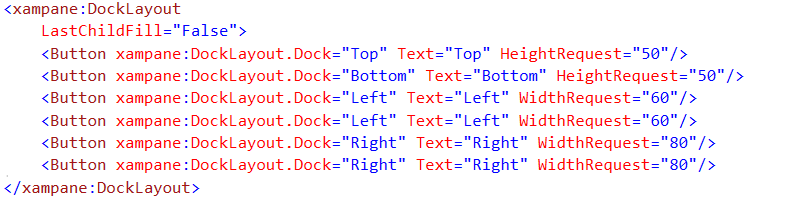 <xampane:DockLayout
    LastChildFill="False">
    <Button xampane:DockLayout.Dock="Top" Text="Top" HeightRequest="50"/>
    <Button xampane:DockLayout.Dock="Bottom" Text="Bottom" HeightRequest="50"/>
    <Button xampane:DockLayout.Dock="Left" Text="Left" WidthRequest="60"/>
    <Button xampane:DockLayout.Dock="Left" Text="Left" WidthRequest="60"/>
    <Button xampane:DockLayout.Dock="Right" Text="Right" WidthRequest="80"/>
    <Button xampane:DockLayout.Dock="Right" Text="Right" WidthRequest="80"/>
</xampane:DockLayout>